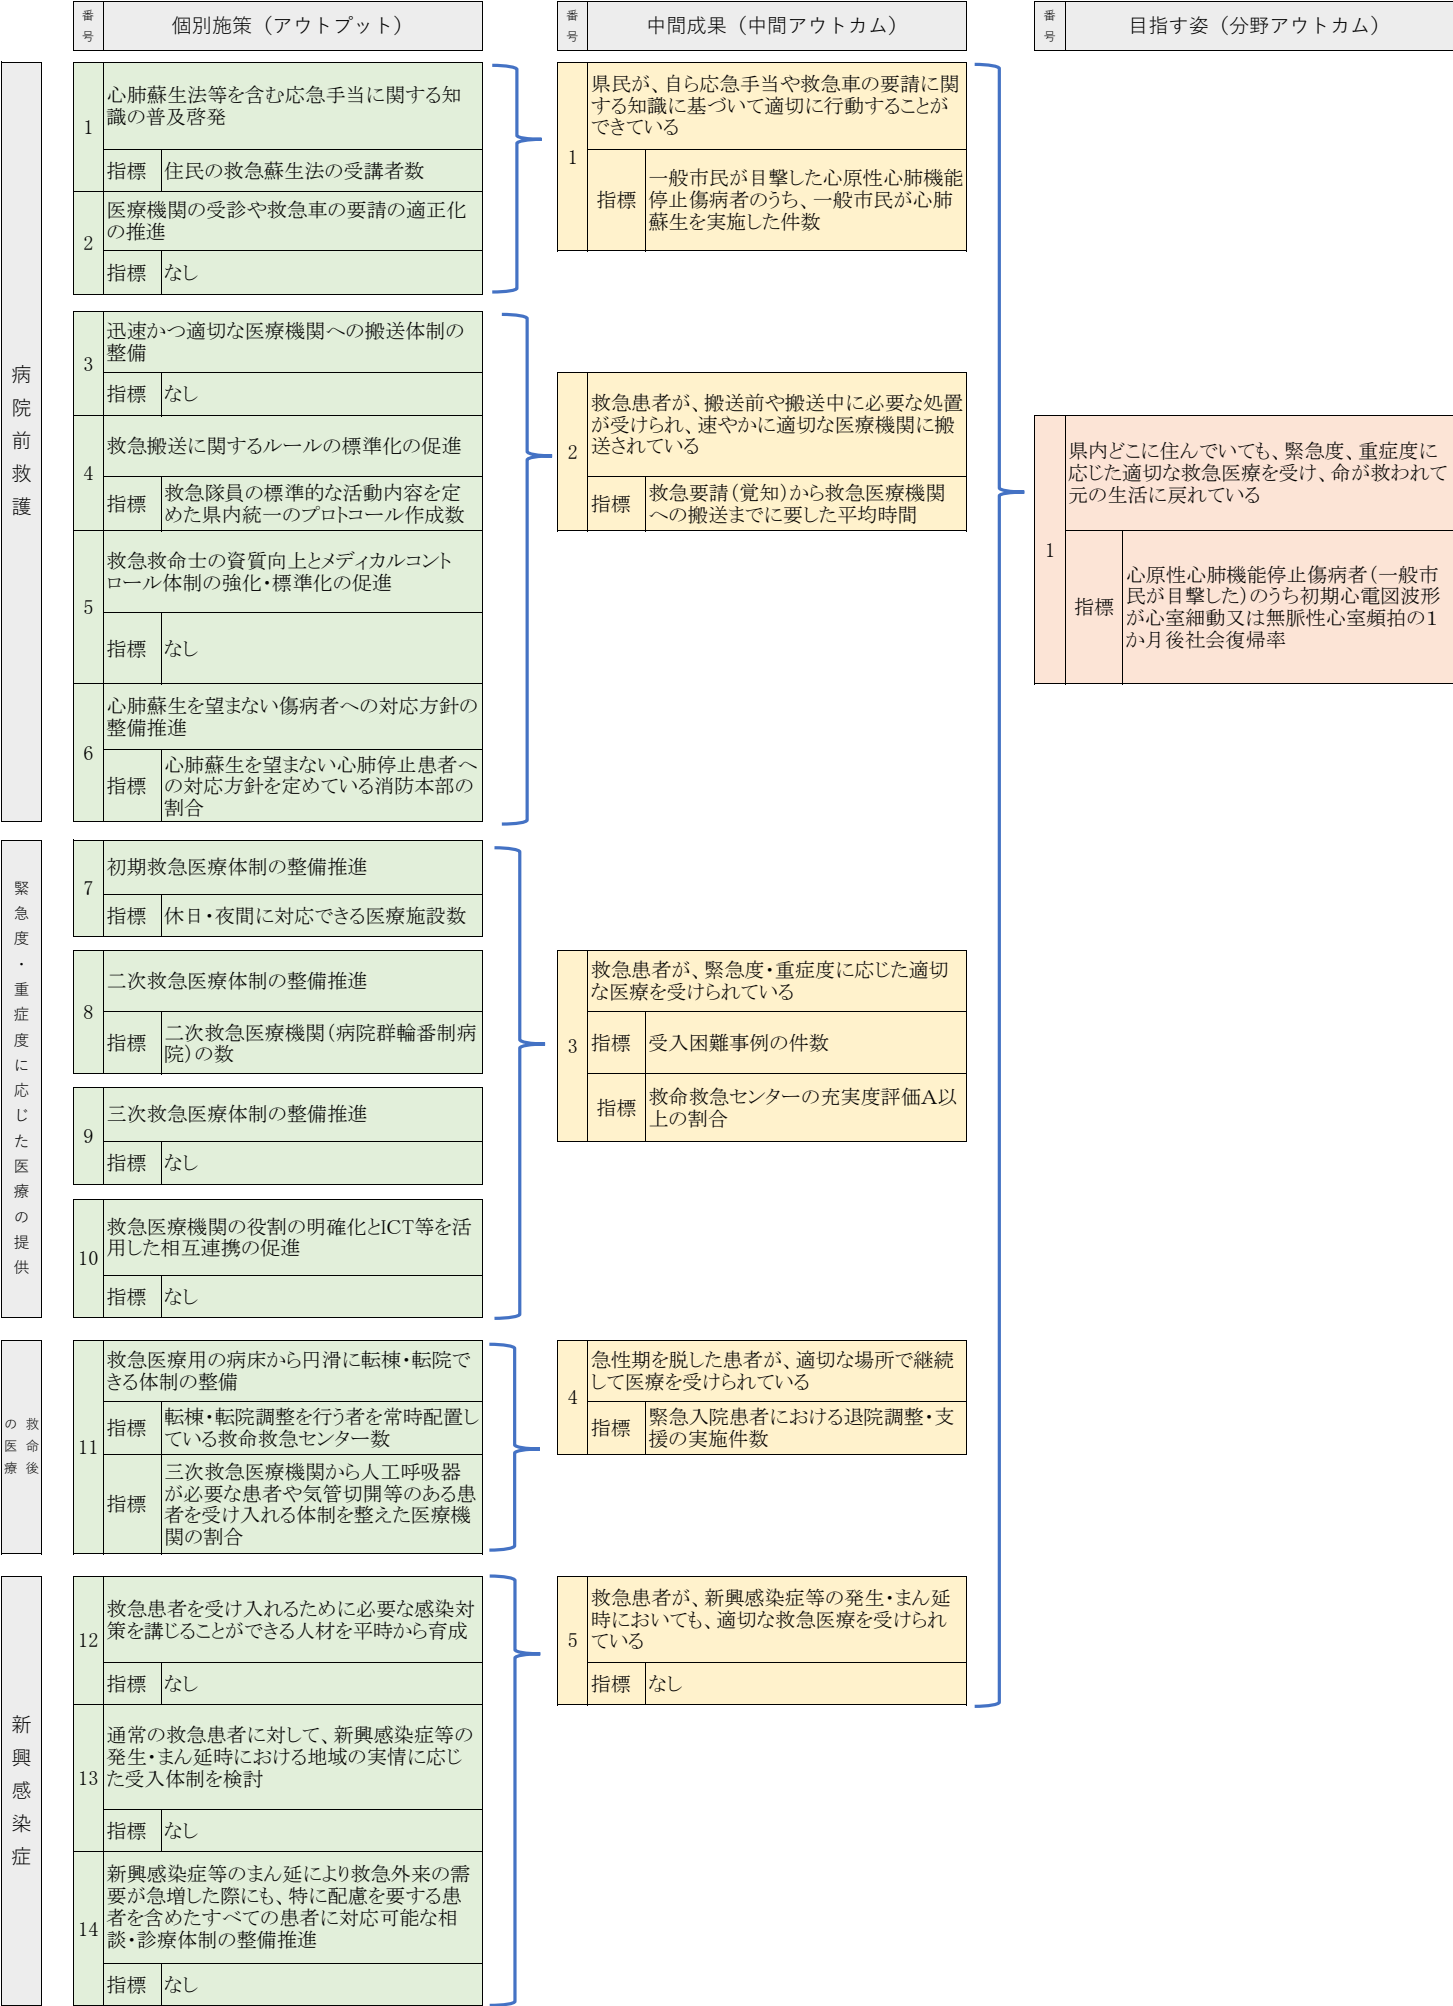 番号
個別施策（アウトプット）
番号
中間成果（中間アウトカム）
番号
目指す姿（分野アウトカム）
病院前救護
1
心肺蘇生法等を含む応急手当に関する知
識の普及啓発
指標
住民の救急蘇生法の受講者数
2
医療機関の受診や救急車の要請の適正化
の推進
指標
なし
3
迅速かつ適切な医療機関への搬送体制の
整備
指標
なし
4
救急搬送に関するルールの標準化の促進
指標
救急隊員の標準的な活動内容を定
めた県内統一のプロトコール作成数
5
救急救命士の資質向上とメディカルコント
ロール体制の強化・標準化の促進
指標
なし
6
心肺蘇生を望まない傷病者への対応方針の
整備推進
指標
心肺蘇生を望まない心肺停止患者へ
の対応方針を定めている消防本部の
割合
1
県民が、自ら応急手当や救急車の要請に関
する知識に基づいて適切に行動することが
できている
指標
一般市民が目撃した心原性心肺機能
停止傷病者のうち、一般市民が心肺
蘇生を実施した件数
2
救急患者が、搬送前や搬送中に必要な処置
が受けられ、速やかに適切な医療機関に搬
送されている
指標
救急要請（覚知）から救急医療機関
への搬送までに要した平均時間
1
県内どこに住んでいても、緊急度、重症度に
応じた適切な救急医療を受け、命が救われて
元の生活に戻れている
指標
心原性心肺機能停止傷病者（一般市
民が目撃した）のうち初期心電図波形
が心室細動又は無脈性心室頻拍の1
か月後社会復帰率
緊急度・重症度に応じた医療の提供
7
初期救急医療体制の整備推進
指標
休日・夜間に対応できる医療施設数
8
二次救急医療体制の整備推進
指標
二次救急医療機関（病院群輪番制病
院）の数
9
三次救急医療体制の整備推進
指標
なし
10
救急医療機関の役割の明確化とICT等を活
用した相互連携の促進
指標
なし
3
救急患者が、緊急度・重症度に応じた適切
な医療を受けられている
指標
受入困難事例の件数
指標
救命救急センターの充実度評価A以
上の割合
救命後
の医療
11
救急医療用の病床から円滑に転棟・転院で
きる体制の整備
指標
転棟・転院調整を行う者を常時配置し
ている救命救急センター数
指標
三次救急医療機関から人工呼吸器
が必要な患者や気管切開等のある患
者を受け入れる体制を整えた医療機
関の割合
4
急性期を脱した患者が、適切な場所で継続
して医療を受けられている
指標
緊急入院患者における退院調整・支
援の実施件数
新興感染症
12
救急患者を受け入れるために必要な感染対
策を講じることができる人材を平時から育成
指標
なし
13
通常の救急患者に対して、新興感染症等の
発生・まん延時における地域の実情に応じ
た受入体制を検討
指標
なし
14
新興感染症等のまん延により救急外来の需
要が急増した際にも、特に配慮を要する患
者を含めたすべての患者に対応可能な相
談・診療体制の整備推進
指標
なし
5
救急患者が、新興感染症等の発生・まん延
時においても、適切な救急医療を受けられ
ている
指標
なし